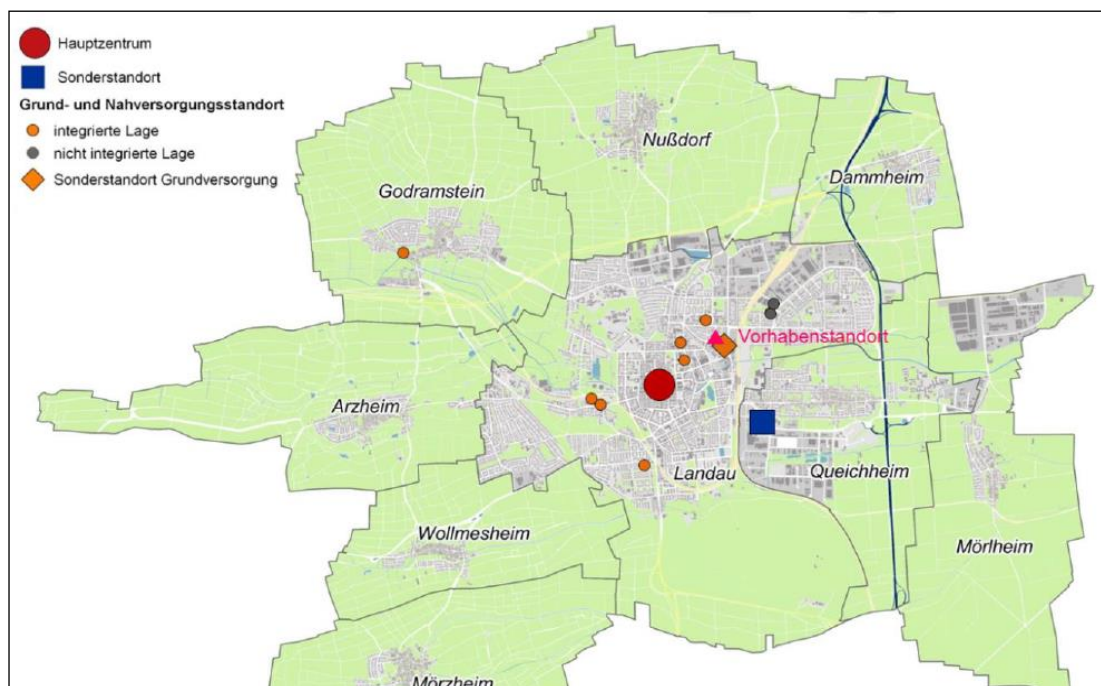 Hauptzentrum
Sonderstandort
Grund- und Nahversorgungsstandort
integrierte Lage
nicht integrierte Lage
Sonderstandort Grundversorgung
Nußdorf
Godramstein
Dammheim
Vorhabenstandort
Arzheim
Landau
Queichheim
Wollmesheim
Mörlheim
Mörzheim